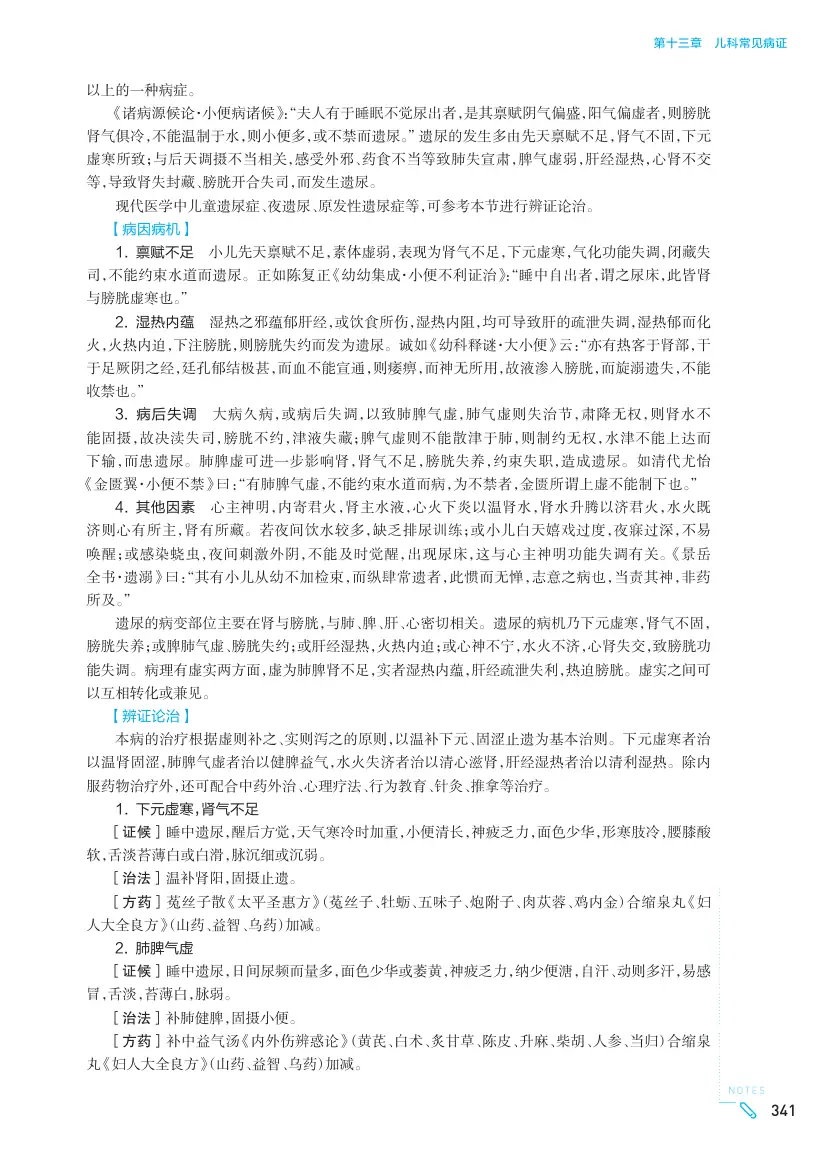 第十三章 儿科常见病证
以上的一种病症。
《诸病源候论·小便病诸候》：“夫人有于睡眠不觉尿出者，是其禀赋阴气偏盛，阳气偏虚者，则膀胱
肾气俱冷，不能温制于水，则小便多，或不禁而遗尿。”遗尿的发生多由先天禀赋不足，肾气不固，下元
虚寒所致；与后天调摄不当相关，感受外邪、药食不当等致肺失宣肃，脾气虚弱，肝经湿热，心肾不交
等，导致肾失封藏、膀胱开合失司，而发生遗尿。
现代医学中儿童遗尿症、夜遗尿、原发性遗尿症等，可参考本节进行辨证论治。
【病因病机】
1. 禀赋不足 小儿先天禀赋不足，素体虚弱，表现为肾气不足，下元虚寒，气化功能失调，闭藏失
司，不能约束水道而遗尿。正如陈复正《幼幼集成·小便不利证治》：“睡中自出者，谓之尿床，此皆肾
与膀胱虚寒也。”
2. 湿热内蕴 湿热之邪蕴郁肝经，或饮食所伤，湿热内阻，均可导致肝的疏泄失调，湿热郁而化
火，火热内迫，下注膀胱，则膀胱失约而发为遗尿。诚如《幼科释谜·大小便》云：“亦有热客于肾部，干
于足厥阴之经，廷孔郁结极甚，而血不能宣通，则痿痹，而神无所用，故液渗入膀胱，而旋溺遗失，不能
收禁也。”
3. 病后失调 大病久病，或病后失调，以致肺脾气虚，肺气虚则失治节，肃降无权，则肾水不
能固摄，故决渎失司，膀胱不约，津液失藏；脾气虚则不能散津于肺，则制约无权，水津不能上达而
下输，而患遗尿。肺脾虚可进一步影响肾，肾气不足，膀胱失养，约束失职，造成遗尿。如清代尤怡
《金匮翼·小便不禁》曰：“有肺脾气虚，不能约束水道而病，为不禁者，金匮所谓上虚不能制下也。”
4. 其他因素 心主神明，内寄君火，肾主水液，心火下炎以温肾水，肾水升腾以济君火，水火既
济则心有所主，肾有所藏。若夜间饮水较多，缺乏排尿训练；或小儿白天嬉戏过度，夜寐过深，不易
唤醒；或感染蛲虫，夜间刺激外阴，不能及时觉醒，出现尿床，这与心主神明功能失调有关。《景岳
全书·遗溺》曰：“其有小儿从幼不加检束，而纵肆常遗者，此惯而无惮，志意之病也，当责其神，非药
所及。”
遗尿的病变部位主要在肾与膀胱，与肺、脾、肝、心密切相关。遗尿的病机乃下元虚寒，肾气不固，
膀胱失养；或脾肺气虚、膀胱失约；或肝经湿热，火热内迫；或心神不宁，水火不济，心肾失交，致膀胱功
能失调。病理有虚实两方面，虚为肺脾肾不足，实者湿热内蕴，肝经疏泄失利，热迫膀胱。虚实之间可
以互相转化或兼见。
【辨证论治】
本病的治疗根据虚则补之、实则泻之的原则，以温补下元、固涩止遗为基本治则。下元虚寒者治
以温肾固涩，肺脾气虚者治以健脾益气，水火失济者治以清心滋肾，肝经湿热者治以清利湿热。除内
服药物治疗外，还可配合中药外治、心理疗法、行为教育、针灸、推拿等治疗。
1. 下元虚寒，肾气不足
［证候］睡中遗尿，醒后方觉，天气寒冷时加重，小便清长，神疲乏力，面色少华，形寒肢冷，腰膝酸
软，舌淡苔薄白或白滑，脉沉细或沉弱。
［治法］温补肾阳，固摄止遗。
［方药］菟丝子散《太平圣惠方》（菟丝子、牡蛎、五味子、炮附子、肉苁蓉、鸡内金）合缩泉丸《妇
人大全良方》（山药、益智、乌药）加减。
2. 肺脾气虚
［证候］睡中遗尿，日间尿频而量多，面色少华或萎黄，神疲乏力，纳少便溏，自汗、动则多汗，易感
冒，舌淡，苔薄白，脉弱。
［治法］补肺健脾，固摄小便。
［方药］补中益气汤《内外伤辨惑论》（黄芪、白术、炙甘草、陈皮、升麻、柴胡、人参、当归）合缩泉
丸《妇人大全良方》（山药、益智、乌药）加减。
NOTES
341